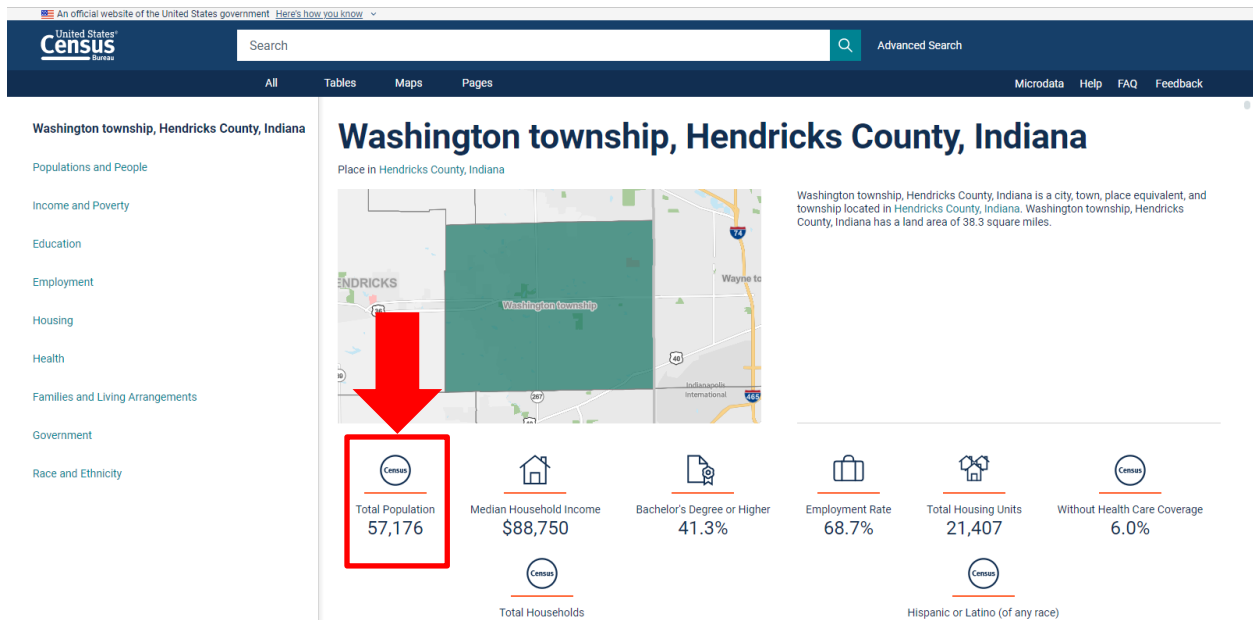 An official website of the United States government Here's how you know
United States®
Census
Bureau
Search
Advanced Search
All Tables Maps Pages
Microdata Help FAQ Feedback
Washington township, Hendricks County, Indiana
Populations and People
Income and Poverty
Education
Employment
Housing
Health
Families and Living Arrangements
Government
Race and Ethnicity
Washington township, Hendricks County, Indiana
Place in Hendricks County, Indiana
74
ENDRICKS
Wayne to
Washington township
36
40
Indianapolis
International
267
465
40
Washington township, Hendricks County, Indiana is a city, town, place equivalent, and
township located in Hendricks County, Indiana. Washington township, Hendricks
County, Indiana has a land area of 38.3 square miles.
Census
Total Population
57,176
Median Household Income
$88,750
Bachelor's Degree or Higher
41.3%
Employment Rate
68.7%
Total Housing Units
21,407
Census
Without Health Care Coverage
6.0%
Census
Total Households
Census
Hispanic or Latino (of any race)